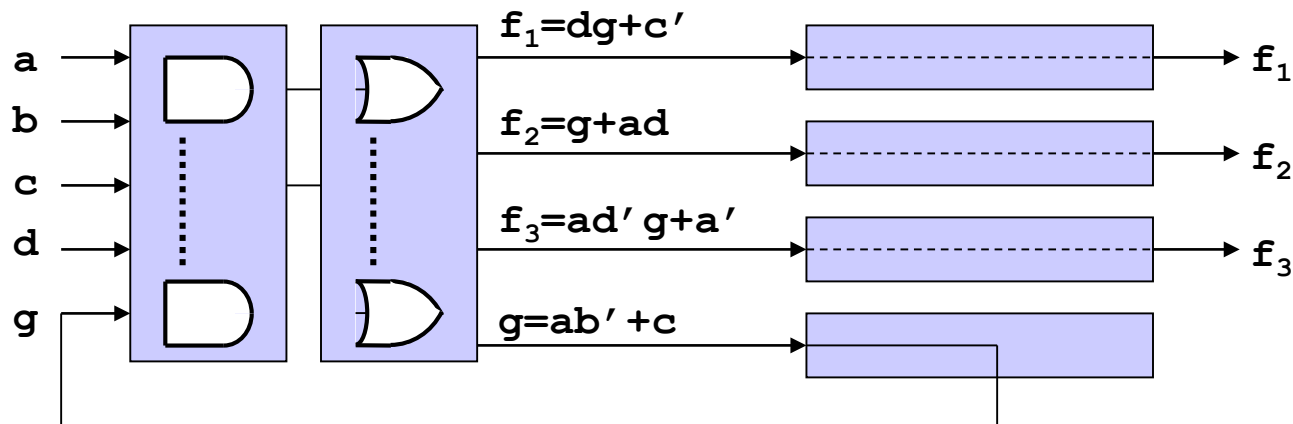 a
b
c
d
g
f₁=dg+c′
f₂=g+ad
f₃=ad′g+a′
g=ab′+c
f₁
f₂
f₃